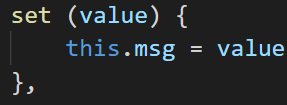 set (value) {
    this.msg = value
},